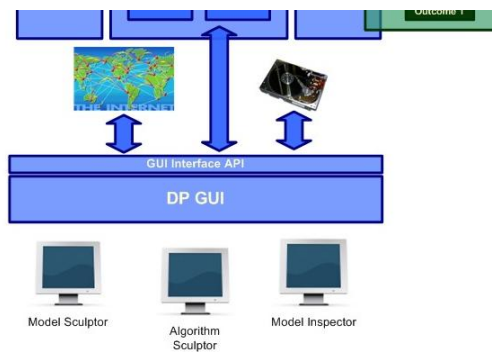 Outcome 1
THE INTERNET
GUI Interface API
DP GUI
Model Sculptor
Algorithm
Sculptor
Model Inspector